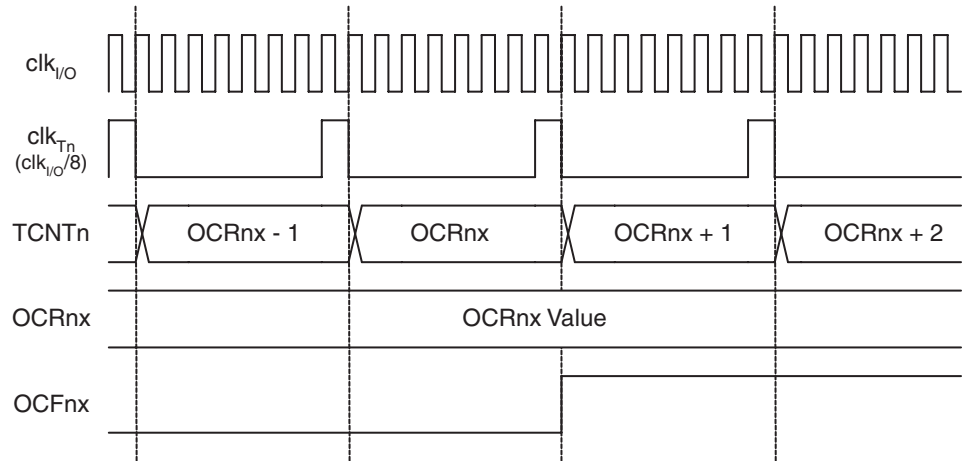 clkI/O
clkTn
(clkI/O/8)
TCNTn
OCRnx - 1
OCRnx
OCRnx + 1
OCRnx + 2
OCRnx
OCRnx Value
OCFnx